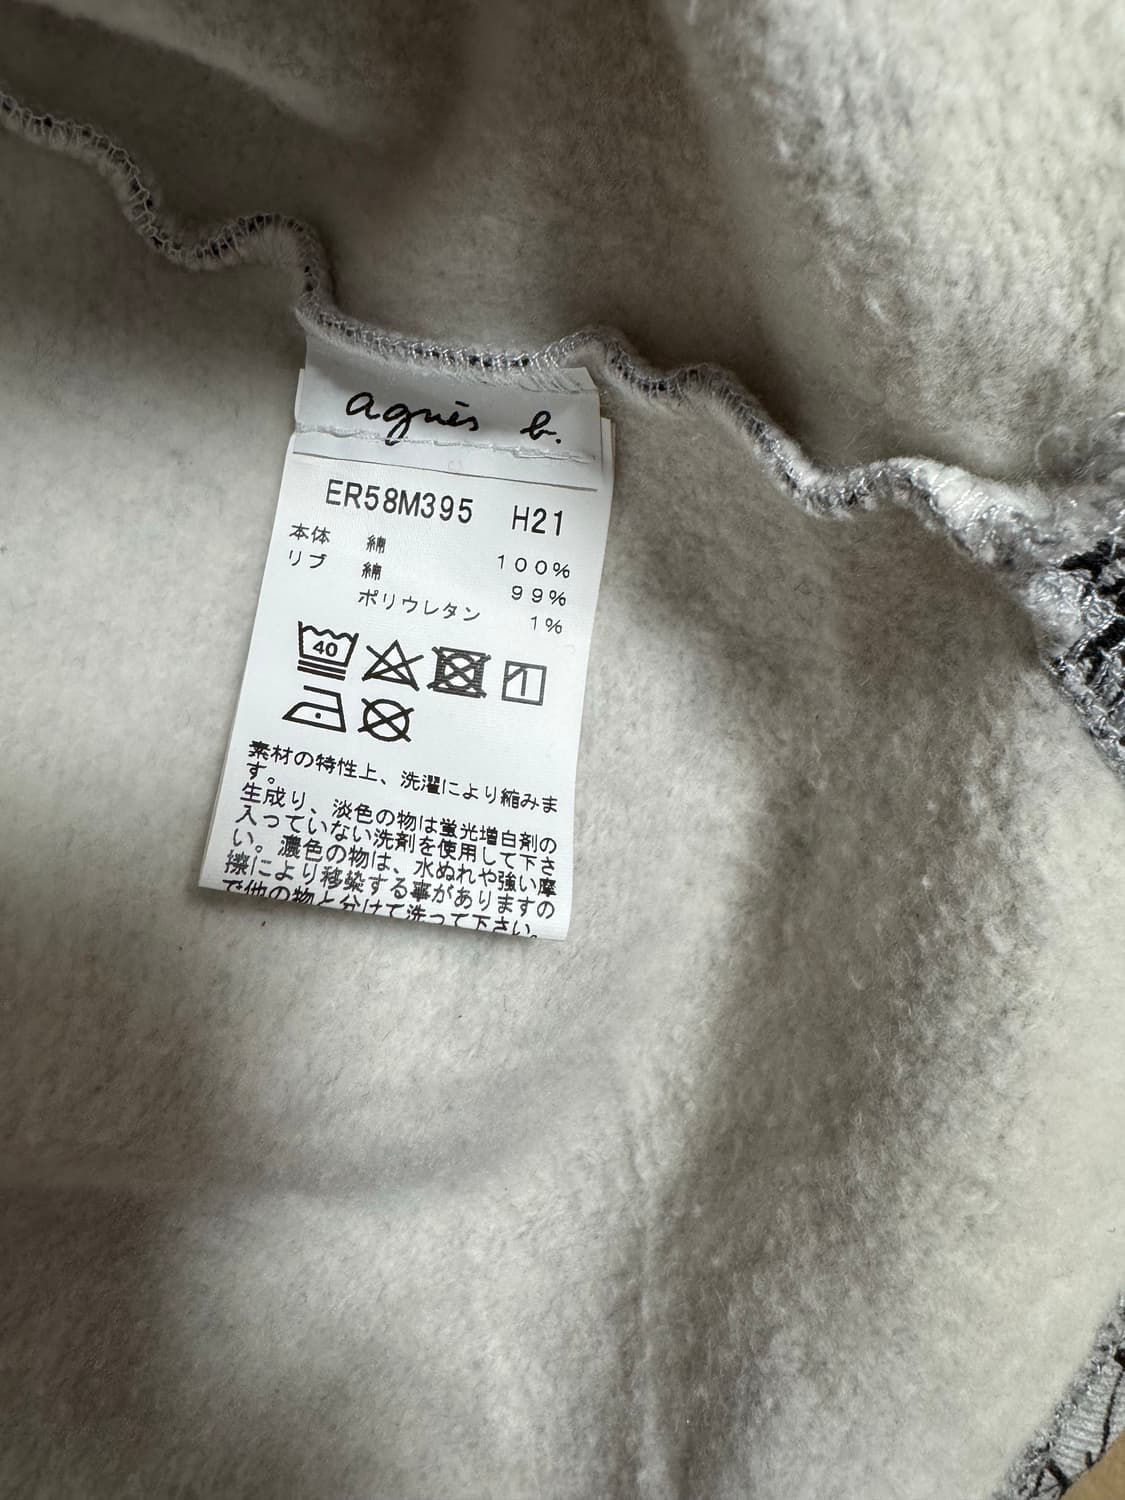 agnès b.
ER58M395 H21
本体 綿 100%
リブ 綿 99%
ポリウレタン 1%
40
素材の特性上、洗濯により縮みま
す。
生成り、淡色の物は蛍光増白剤の
入っていない洗剤を使用して下さ
い。濃色の物は、水ぬれや強い摩
擦により移染する事がありますの
で他の物と分けて洗って下さい。